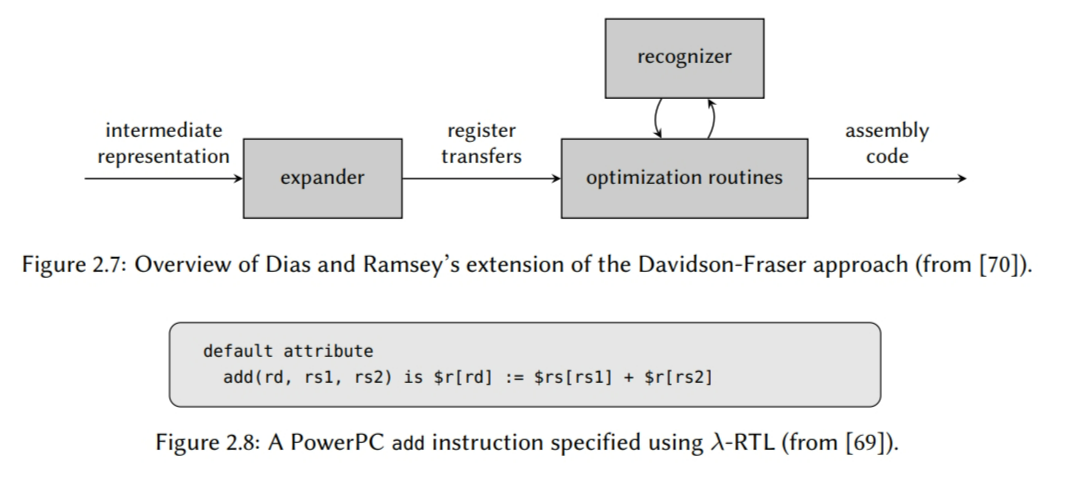 recognizer
intermediate
representation
expander
register
transfers
optimization routines
assembly
code
Figure 2.7: Overview of Dias and Ramsey's extension of the Davidson-Fraser approach (from [70]).
default attribute
add(rd, rs1, rs2) is $r[rd] := $rs[rs1] + $r[rs2]
Figure 2.8: A PowerPC add instruction specified using λ-RTL (from [69]).